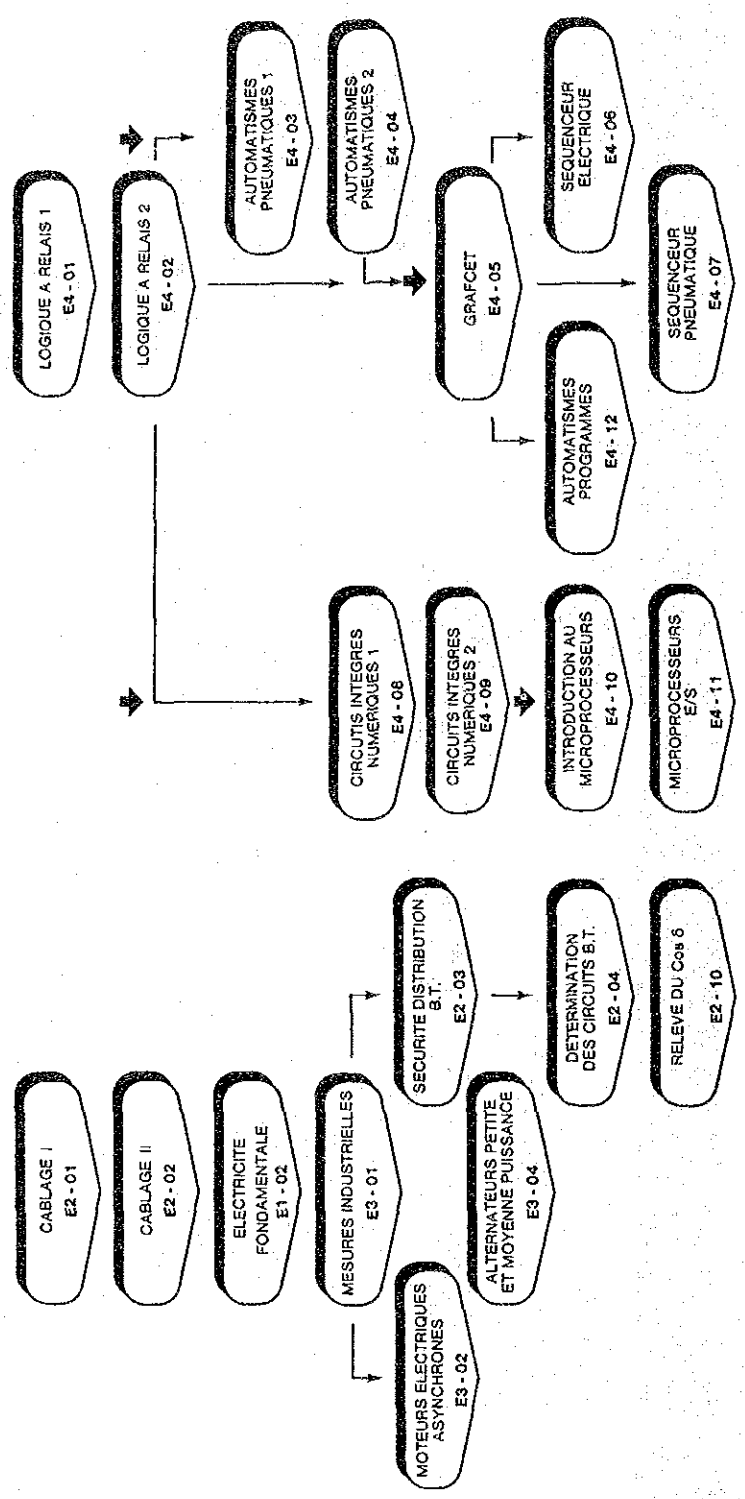 CABLAGE I
E2 - 01
CABLAGE II
E2 - 02
ELECTRICITE
FONDAMENTALE
E1 - 02
MESURES INDUSTRIELLES
E3 - 01
MOTEURS ELECTRIQUES
ASYNCHRONES
E3 - 02
SECURITE DISTRIBUTION
B.T.
E2 - 03
ALTERNATEURS PETITE
ET MOYENNE PUISSANCE
E3 - 04
DETERMINATION
DES CIRCUITS B.T.
E2 - 04
RELEVE DU Cos δ
E2 - 10
LOGIQUE A RELAIS 1
E4 - 01
LOGIQUE A RELAIS 2
E4 - 02
AUTOMATISMES
PNEUMATIQUES 1
E4 - 03
CIRCUTIS INTEGRES
NUMERIQUES 1
E4 - 08
AUTOMATISMES
PNEUMATIQUES 2
E4 - 04
CIRCUITS INTEGRES
NUMERIQUES 2
E4 - 09
GRAFCET
E4 - 05
INTRODUCTION AU
MICROPROCESSEURS
E4 - 10
AUTOMATISMES
PROGRAMMES
E4 - 12
SEQUENCEUR
ELECTRIQUE
E4 - 06
MICROPROCESSEURS
E/S
E4 - 11
SEQUENCEUR
PNEUMATIQUE
E4 - 07